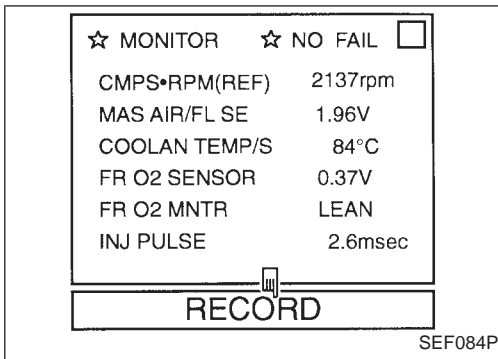 ☆ MONITOR ☆ NO FAIL
CMPS•RPM(REF) 2137rpm
MAS AIR/FL SE 1.96V
COOLAN TEMP/S 84°C
FR O2 SENSOR 0.37V
FR O2 MNTR LEAN
INJ PULSE 2.6msec
RECORD
SEF084P